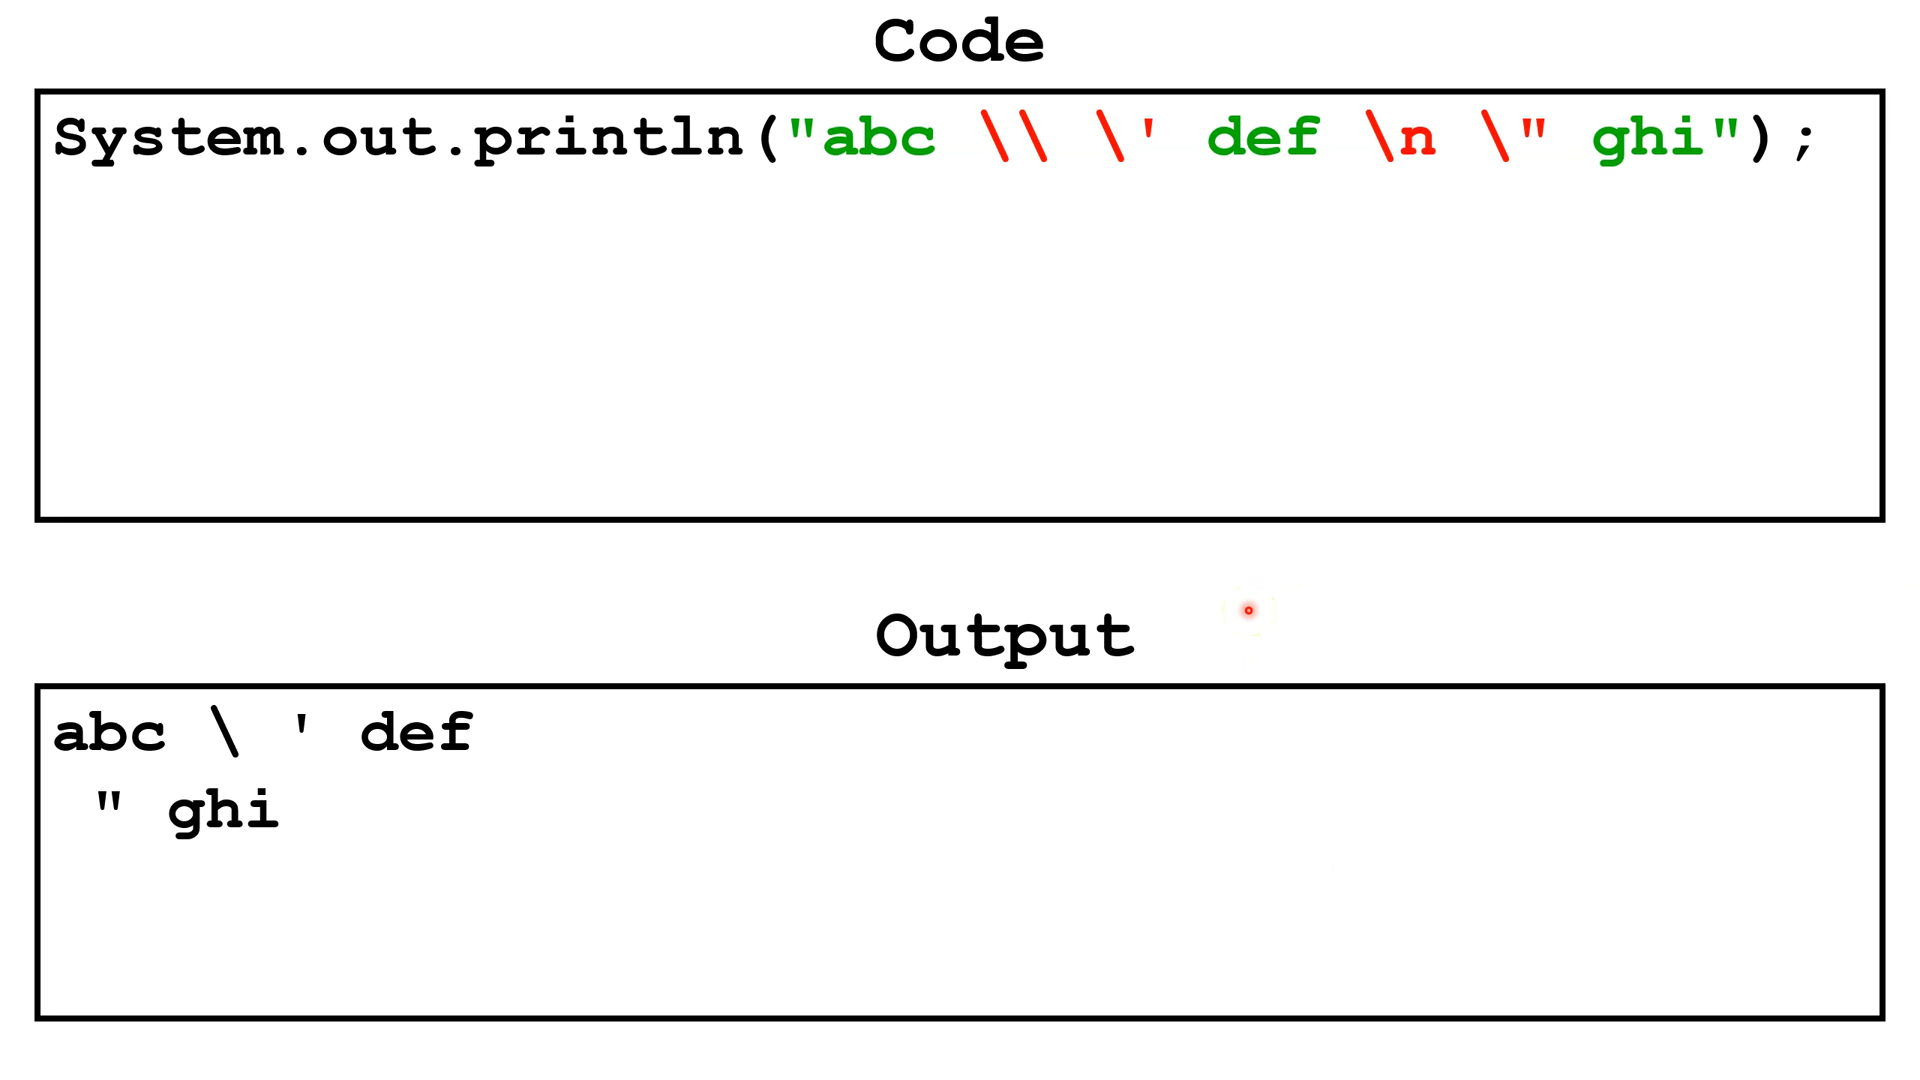 Code
System.out.println("abc \\ \' def \n \" ghi");
Output
abc \ ' def
 " ghi